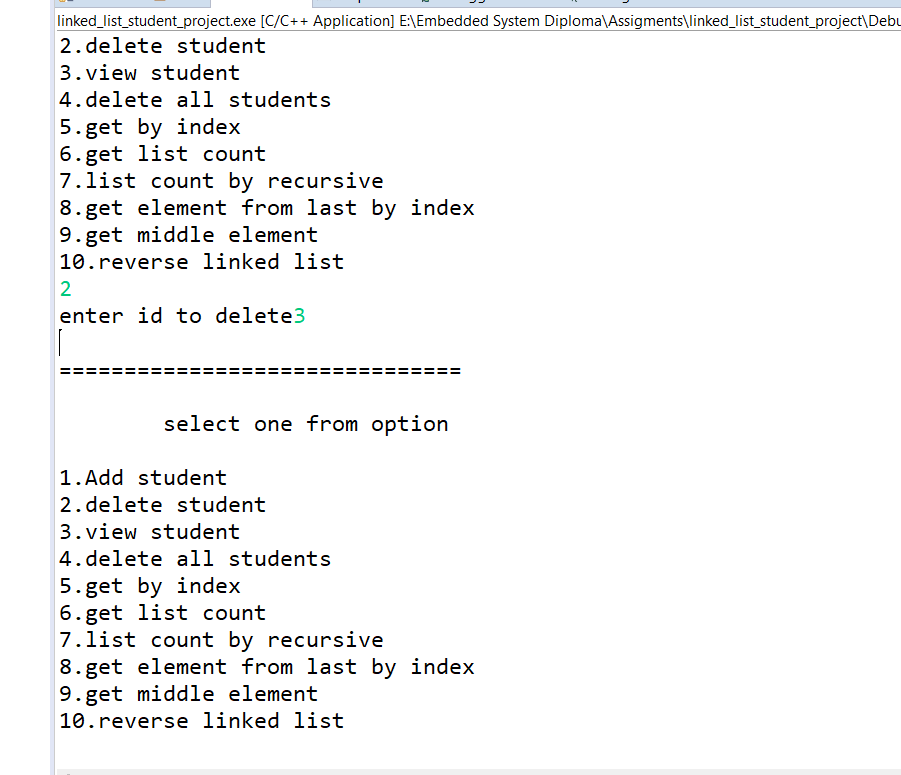 linked_list_student_project.exe [C/C++ Application] E:\Embedded System Diploma\Assigments\linked_list_student_project\Debu
2.delete student
3.view student
4.delete all students
5.get by index
6.get list count
7.list count by recursive
8.get element from last by index
9.get middle element
10.reverse linked list
2
enter id to delete3
===============================
select one from option
1.Add student
2.delete student
3.view student
4.delete all students
5.get by index
6.get list count
7.list count by recursive
8.get element from last by index
9.get middle element
10.reverse linked list